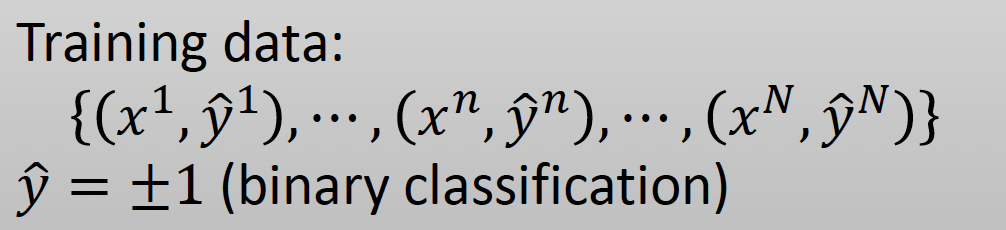 Training data:
{(x¹, ŷ¹), ⋯ , (xⁿ, ŷⁿ), ⋯ , (xᴺ, ŷᴺ)}
ŷ = ±1 (binary classification)